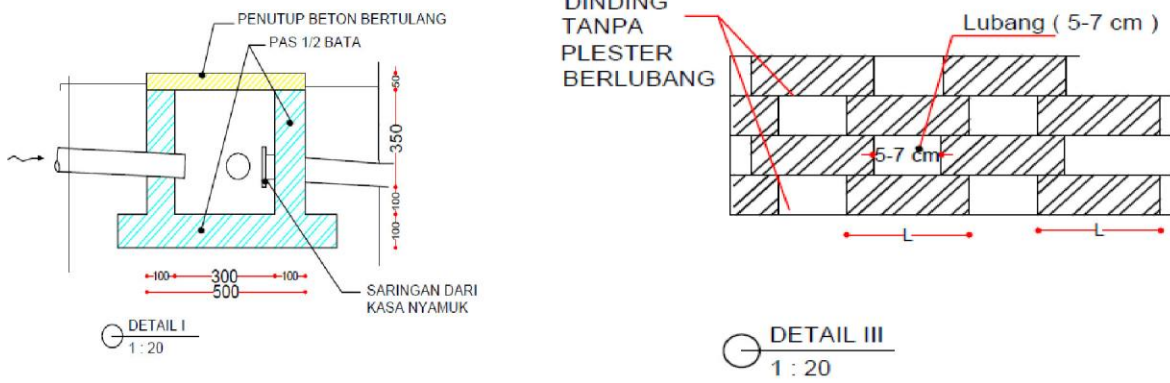 PENUTUP BETON BERTULANG
PAS 1/2 BATA
50
350
100
100
100
300
100
500
SARINGAN DARI
KASA NYAMUK
DETAIL I
1 : 20
DINDING
TANPA
PLESTER
BERLUBANG
Lubang ( 5-7 cm )
5-7 cm
L
L
DETAIL III
1 : 20